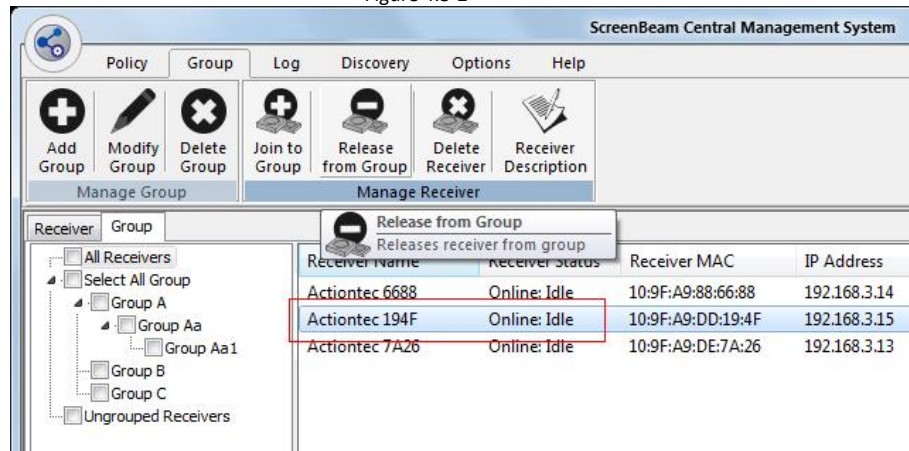 ScreenBeam Central Management System
Policy Group Log Discovery Options Help
Add Group Modify Group Delete Group Join to Group Release from Group Delete Receiver Receiver Description
Manage Group Manage Receiver
Receiver Group
Release from Group
Releases receiver from group
All Receivers
Select All Group
Group A
Group Aa
Group Aa1
Group B
Group C
Ungrouped Receivers
Receiver Name Receiver Status Receiver MAC IP Address
Actiontec 6688 Online: Idle 10:9F:A9:88:66:88 192.168.3.14
Actiontec 194F Online: Idle 10:9F:A9:DD:19:4F 192.168.3.15
Actiontec 7A26 Online: Idle 10:9F:A9:DE:7A:26 192.168.3.13